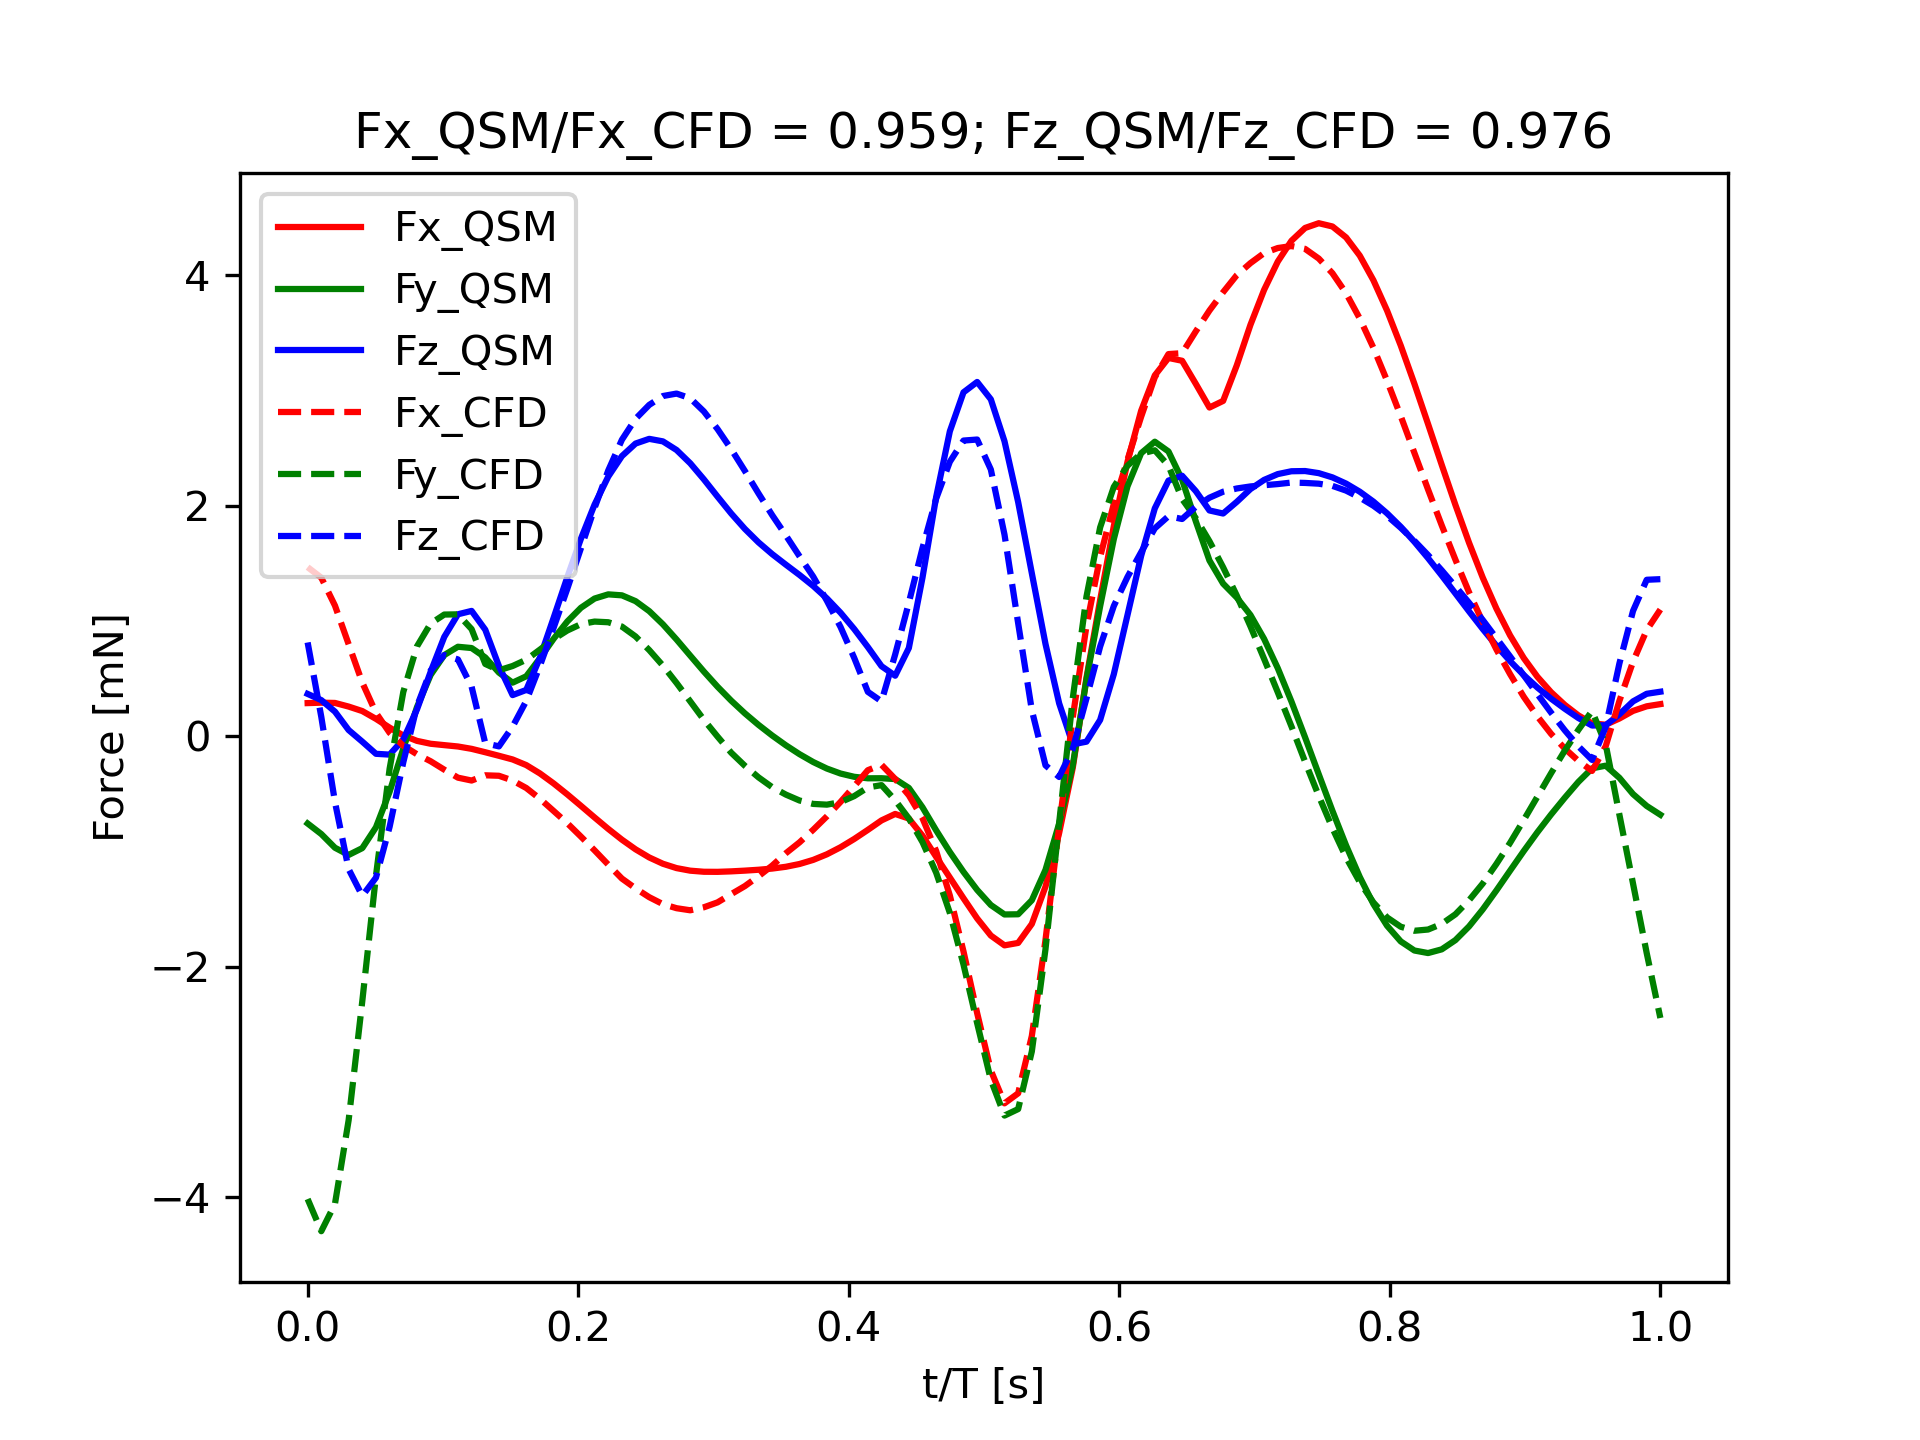 Fx_QSM/Fx_CFD = 0.959; Fz_QSM/Fz_CFD = 0.976
Fx_QSM
Fy_QSM
Fz_QSM
Fx_CFD
Fy_CFD
Fz_CFD
Force [mN]
4
2
0
−2
−4
0.0 0.2 0.4 0.6 0.8 1.0
t/T [s]